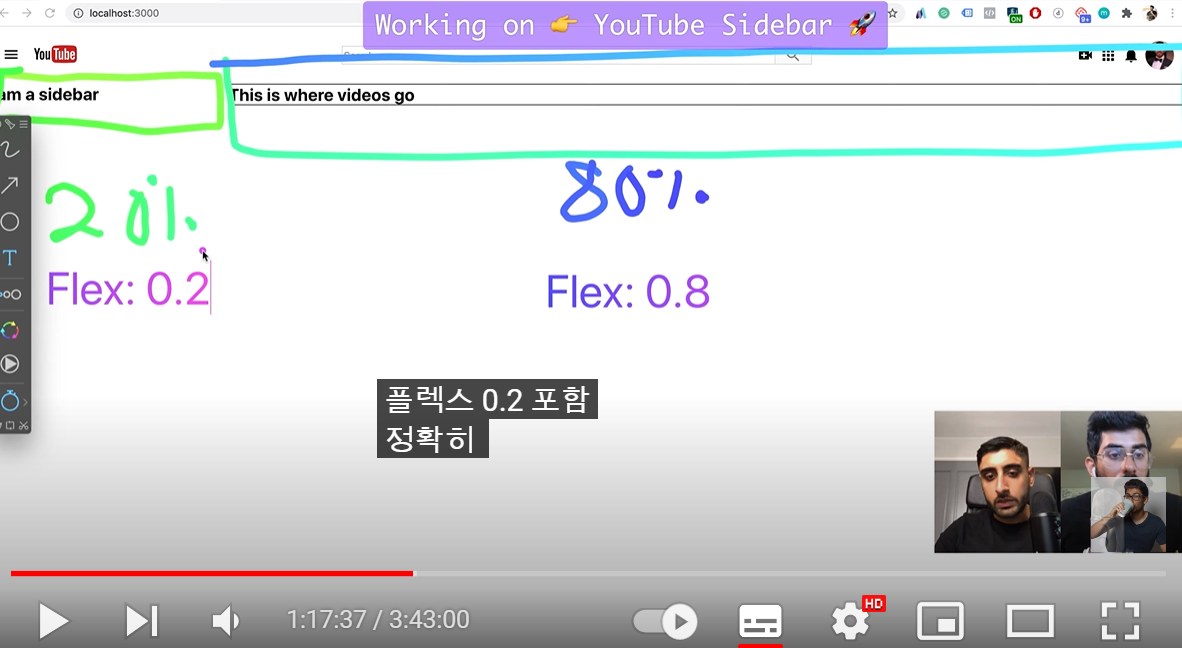 localhost:3000
Working on 👉 YouTube Sidebar 🚀
ON
9+
YouTube
am a sidebar
This is where videos go
20%
80%
T
Flex: 0.2
Flex: 0.8
플렉스 0.2 포함
정확히
1:17:37 / 3:43:00
HD